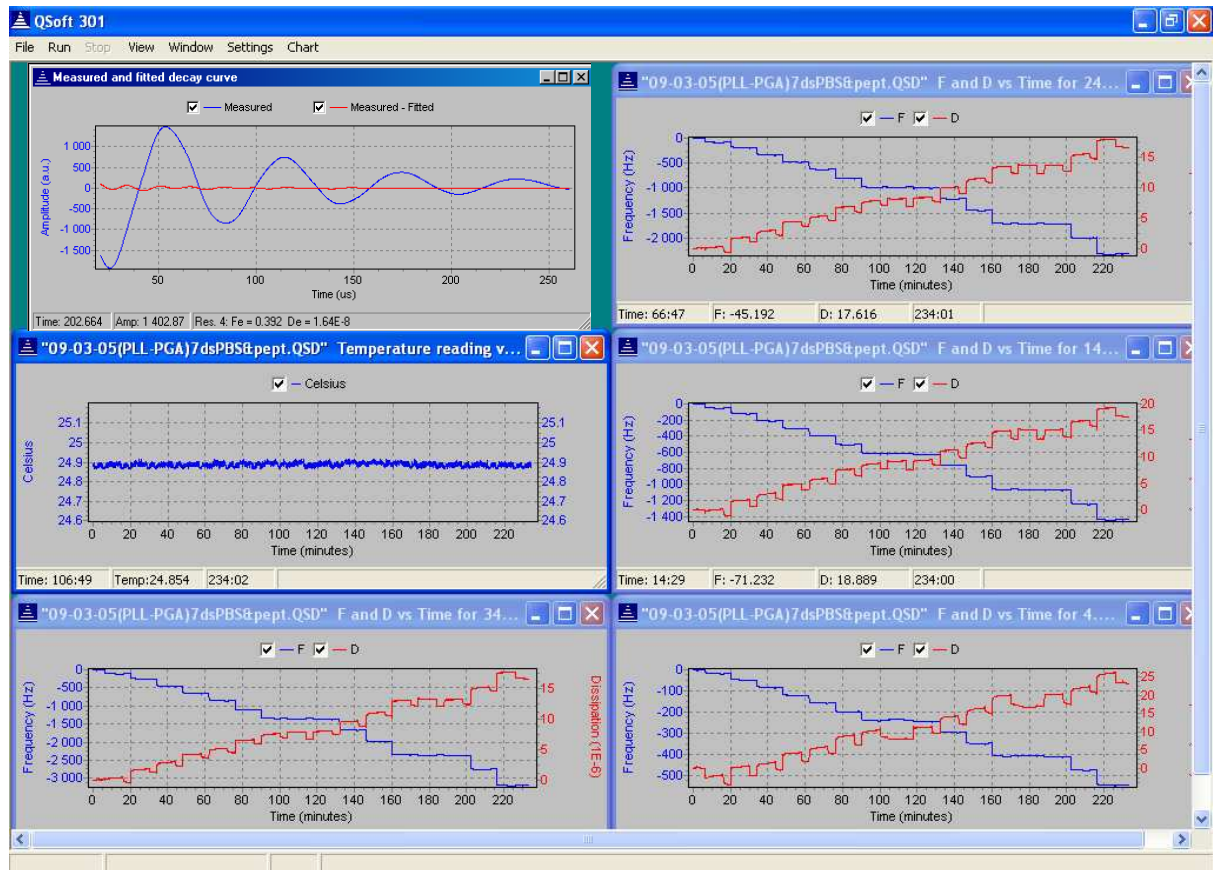 QSoft 301
File Run Stop View Window Settings Chart
Measured and fitted decay curve
Measured Measured - Fitted
Amplitude (a.u.)
1 000
500
0
-500
-1 000
-1 500
50 100 150 200 250
Time (us)
Time: 202.664 Amp: 1 402.87 Res. 4: Fe = 0.392 De = 1.64E-8
"09-03-05(PLL-PGA)7dsPBS&pept.QSD" F and D vs Time for 24...
F D
Frequency (Hz)
0
-500
-1 000
-1 500
-2 000
15
10
5
0
0 20 40 60 80 100 120 140 160 180 200 220
Time (minutes)
Time: 66:47 F: -45.192 D: 17.616 234:01
"09-03-05(PLL-PGA)7dsPBS&pept.QSD" Temperature reading v...
Celsius
Celsius
25.1 25.1
25 25
24.9 24.9
24.8 24.8
24.7 24.7
24.6 24.6
0 20 40 60 80 100 120 140 160 180 200 220
Time (minutes)
Time: 106:49 Temp:24.854 234:02
"09-03-05(PLL-PGA)7dsPBS&pept.QSD" F and D vs Time for 14...
F D
Frequency (Hz)
0
-200
-400
-600
-800
-1 000
-1 200
-1 400
20
15
10
5
0
0 20 40 60 80 100 120 140 160 180 200 220
Time (minutes)
Time: 14:29 F: -71.232 D: 18.889 234:00
"09-03-05(PLL-PGA)7dsPBS&pept.QSD" F and D vs Time for 34...
F D
Frequency (Hz)
0
-500
-1 000
-1 500
-2 000
-2 500
-3 000
15
10
5
0
Dissipation (1E-6)
0 20 40 60 80 100 120 140 160 180 200 220
Time (minutes)
"09-03-05(PLL-PGA)7dsPBS&pept.QSD" F and D vs Time for 4....
F D
Frequency (Hz)
0
-100
-200
-300
-400
-500
25
20
15
10
5
0
0 20 40 60 80 100 120 140 160 180 200 220
Time (minutes)